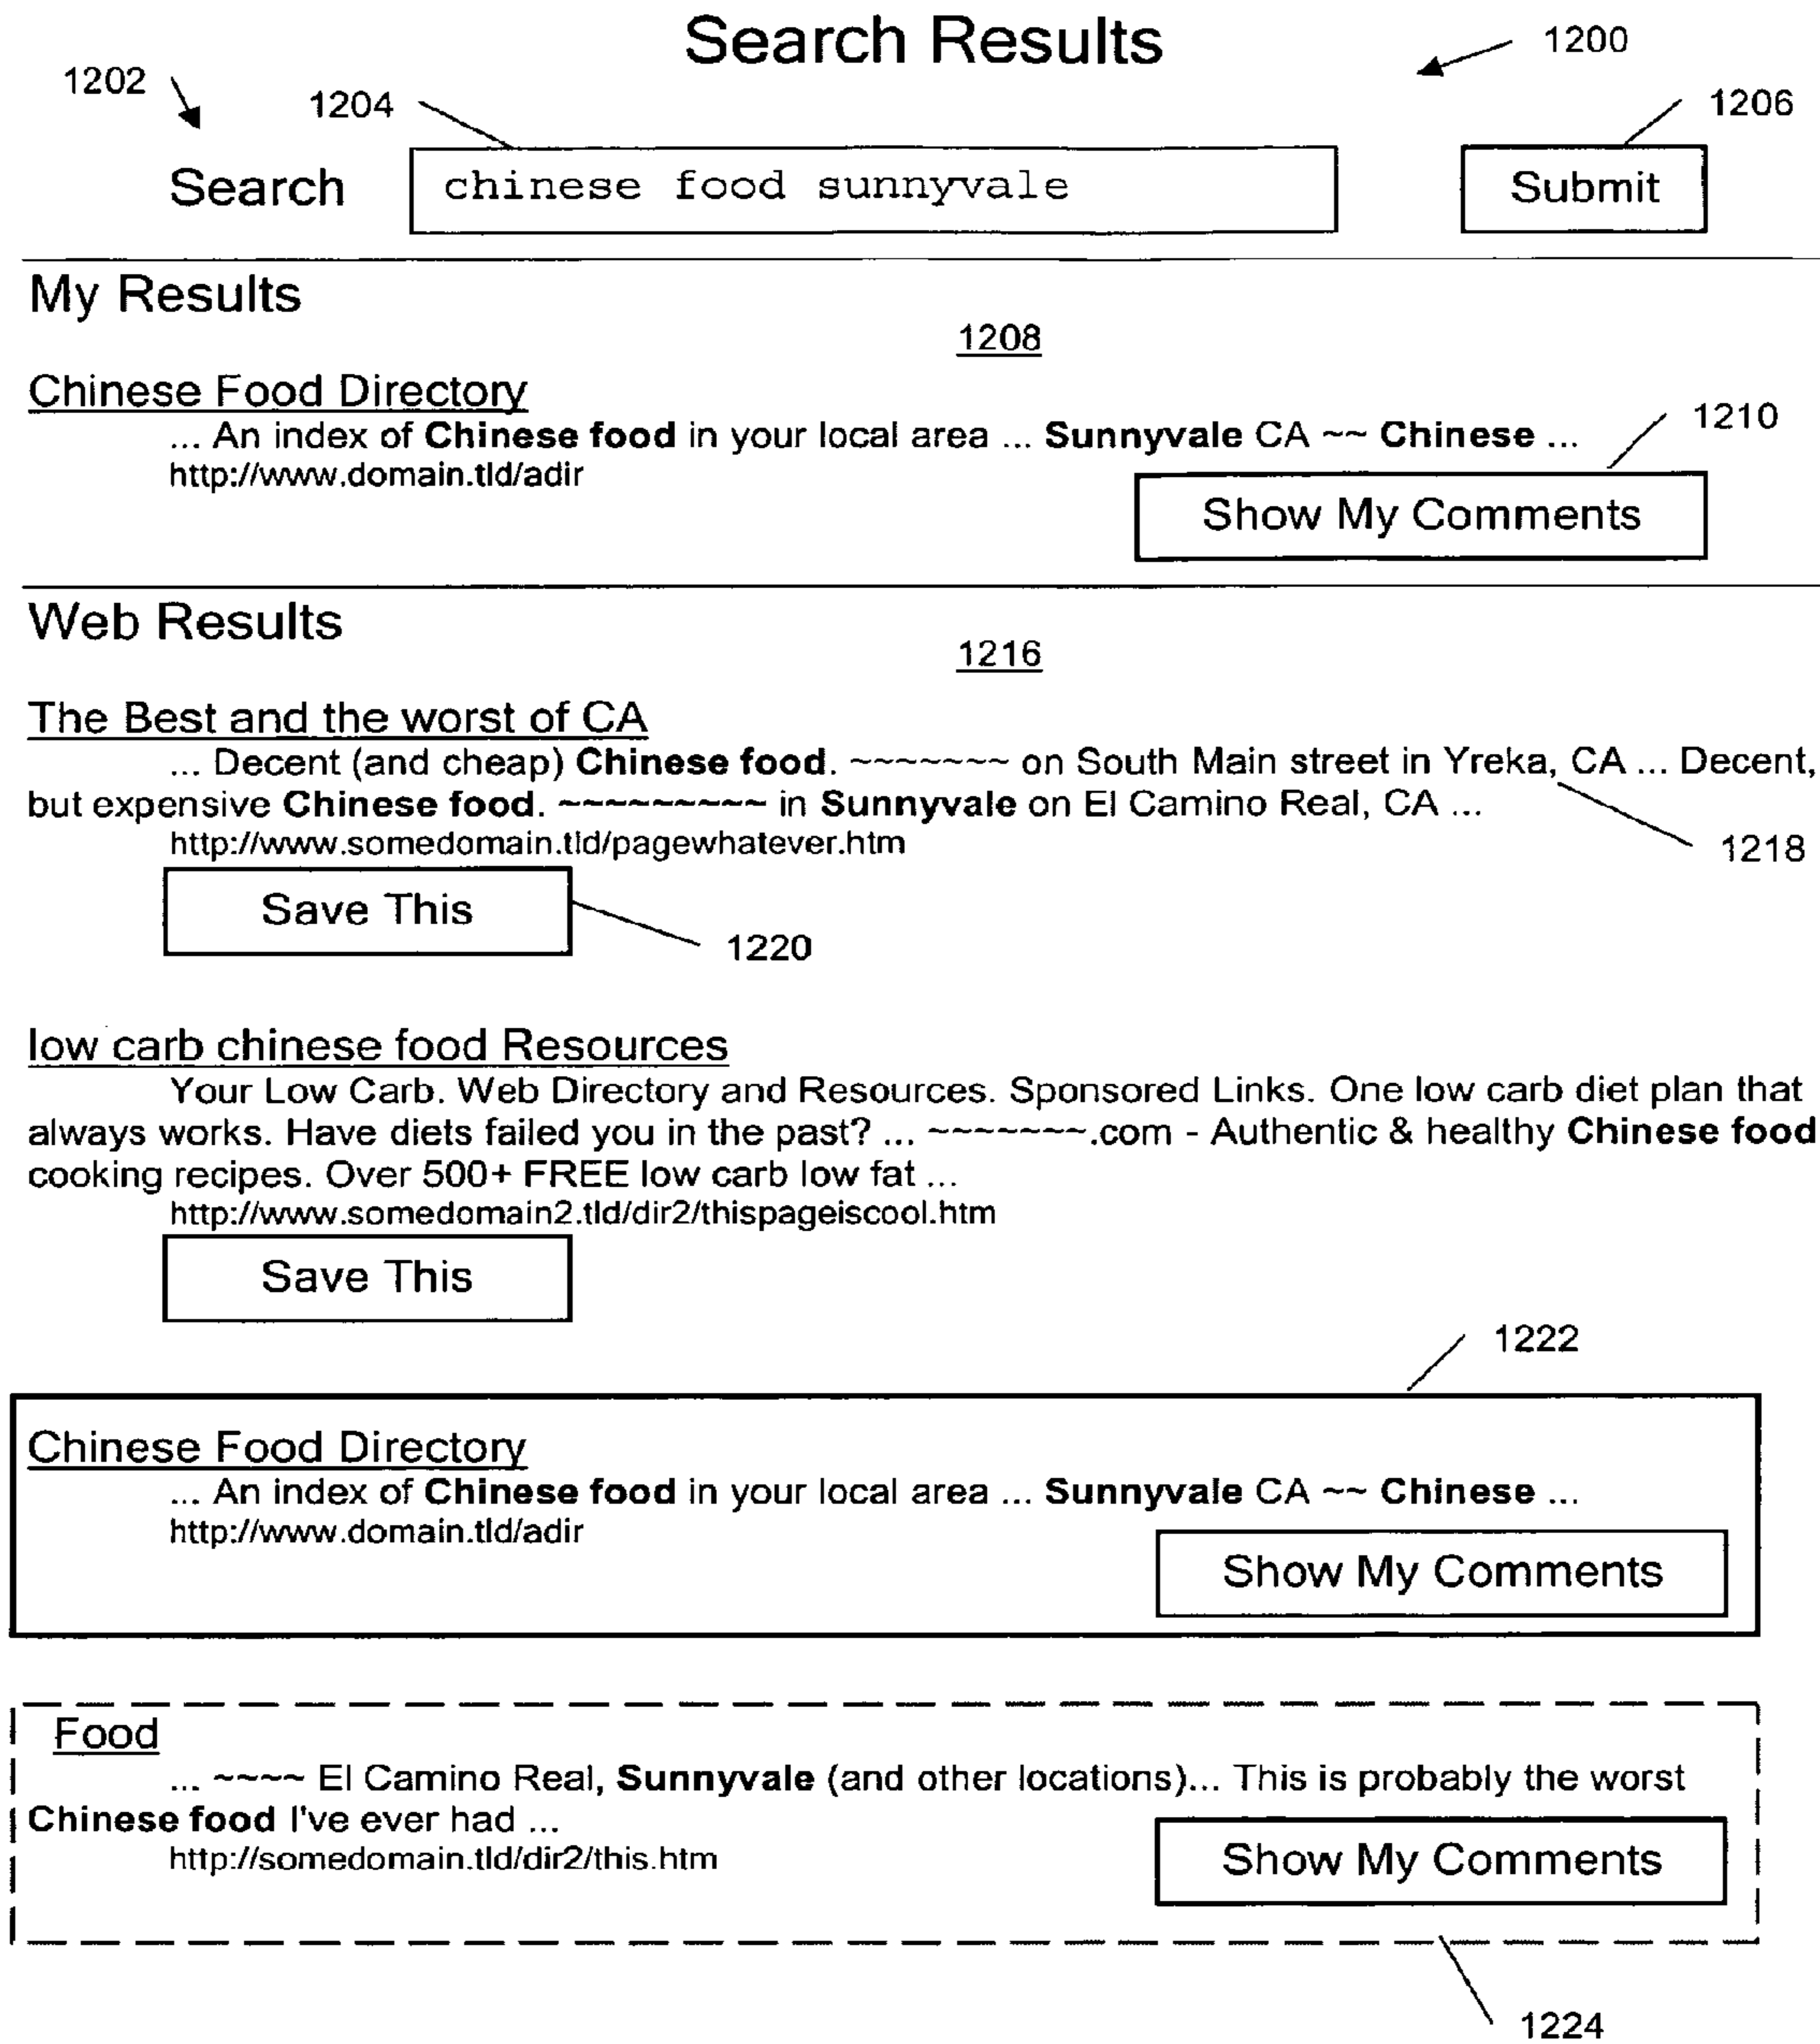 Search Results
1200
1202
1204
1206
Search
chinese food sunnyvale
Submit
My Results
1208
Chinese Food Directory
... An index of Chinese food in your local area ... Sunnyvale CA ~~ Chinese ...
1210
http://www.domain.tld/adir
Show My Comments
Web Results
1216
The Best and the worst of CA
... Decent (and cheap) Chinese food. ~~~~~~~ on South Main street in Yreka, CA ... Decent,
but expensive Chinese food. ~~~~~~~~~ in Sunnyvale on El Camino Real, CA ...
http://www.somedomain.tld/pagewhatever.htm
1218
Save This
1220
low carb chinese food Resources
Your Low Carb. Web Directory and Resources. Sponsored Links. One low carb diet plan that
always works. Have diets failed you in the past? ... ~~~~~~~.com - Authentic & healthy Chinese food
cooking recipes. Over 500+ FREE low carb low fat ...
http://www.somedomain2.tld/dir2/thispageiscool.htm
Save This
1222
Chinese Food Directory
... An index of Chinese food in your local area ... Sunnyvale CA ~~ Chinese ...
http://www.domain.tld/adir
Show My Comments
Food
... ~~~~ El Camino Real, Sunnyvale (and other locations)... This is probably the worst
Chinese food I've ever had ...
http://somedomain.tld/dir2/this.htm
Show My Comments
1224